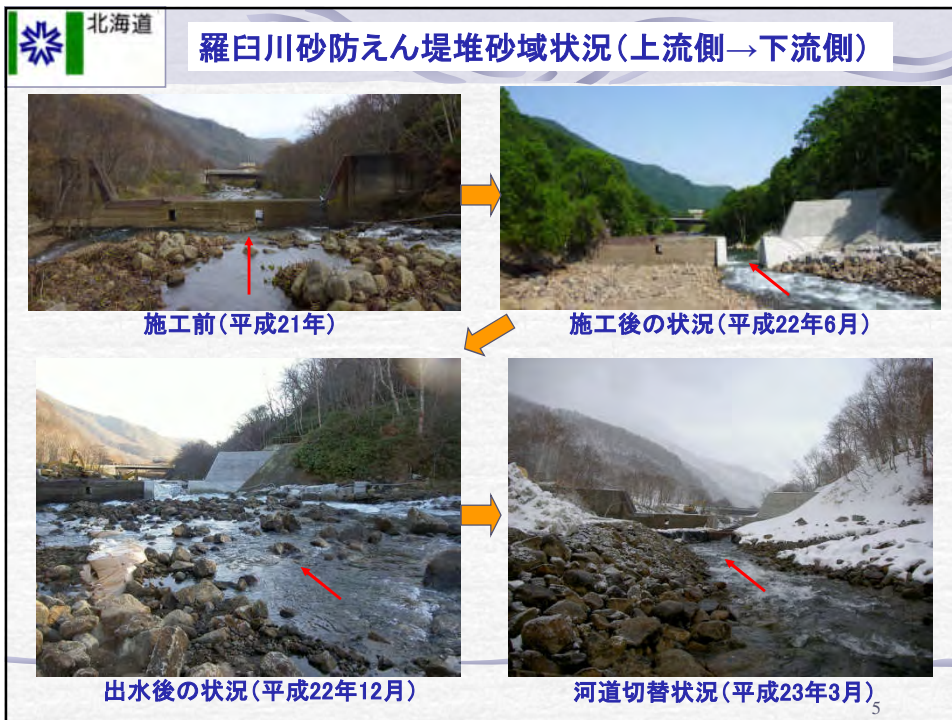 北海道
羅臼川砂防えん堤堆砂域状況（上流側→下流側）
施工前（平成21年）
施工後の状況（平成22年6月）
出水後の状況（平成22年12月）
河道切替状況（平成23年3月）
5